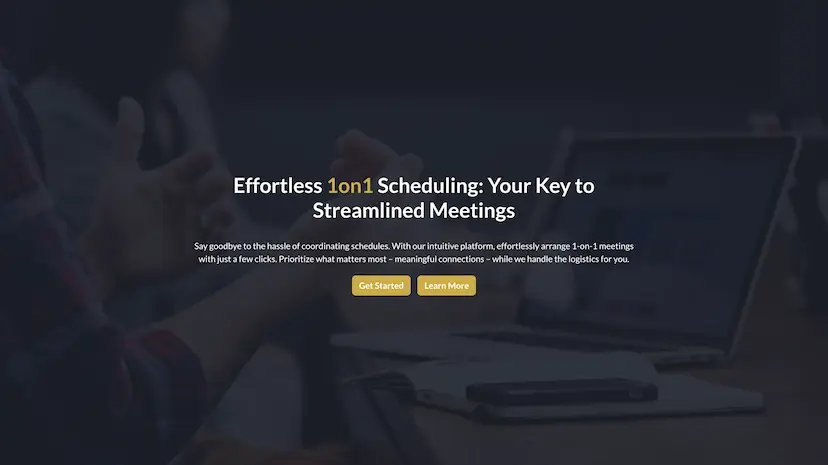 Effortless 1on1 Scheduling: Your Key to
Streamlined Meetings
Say goodbye to the hassle of coordinating schedules. With our intuitive platform, effortlessly arrange 1-on-1 meetings
with just a few clicks. Prioritize what matters most – meaningful connections – while we handle the logistics for you.
Get Started
Learn More